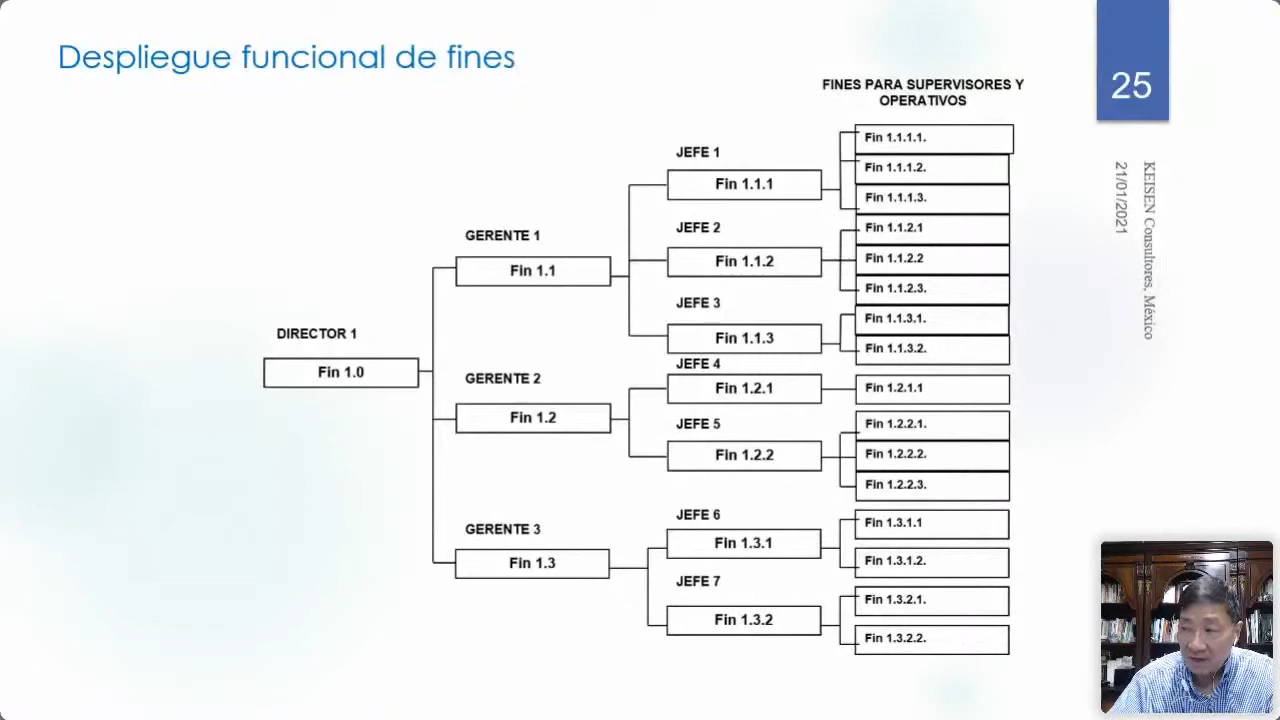 Despliegue funcional de fines
25
FINES PARA SUPERVISORES Y
OPERATIVOS
KEISEN Consultores, México
21/01/2021
DIRECTOR 1
Fin 1.0
GERENTE 1
Fin 1.1
GERENTE 2
Fin 1.2
GERENTE 3
Fin 1.3
JEFE 1
Fin 1.1.1
JEFE 2
Fin 1.1.2
JEFE 3
Fin 1.1.3
JEFE 4
Fin 1.2.1
JEFE 5
Fin 1.2.2
JEFE 6
Fin 1.3.1
JEFE 7
Fin 1.3.2
Fin 1.1.1.1.
Fin 1.1.1.2.
Fin 1.1.1.3.
Fin 1.1.2.1
Fin 1.1.2.2
Fin 1.1.2.3.
Fin 1.1.3.1.
Fin 1.1.3.2.
Fin 1.2.1.1
Fin 1.2.2.1.
Fin 1.2.2.2.
Fin 1.2.2.3.
Fin 1.3.1.1
Fin 1.3.1.2.
Fin 1.3.2.1.
Fin 1.3.2.2.